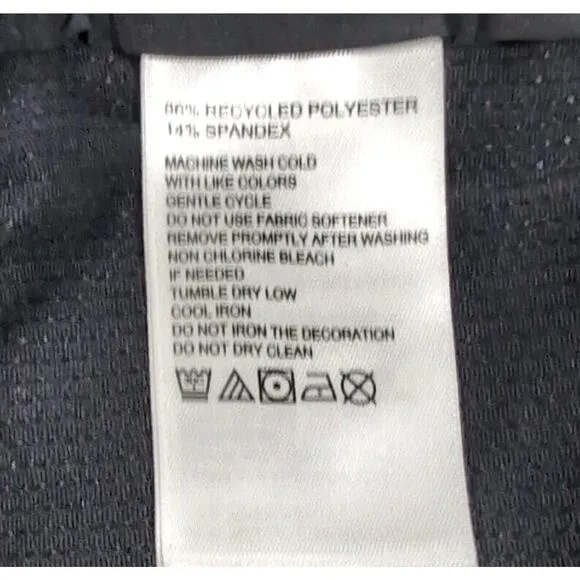 RECYCLED POLYESTER
14% SPANDEX
MACHINE WASH COLD
WITH LIKE COLORS
GENTLE CYCLE
DO NOT USE FABRIC SOFTENER
REMOVE PROMPTLY AFTER WASHING
NON CHLORINE BLEACH
IF NEEDED
TUMBLE DRY LOW
COOL IRON
DO NOT IRON THE DECORATION
DO NOT DRY CLEAN